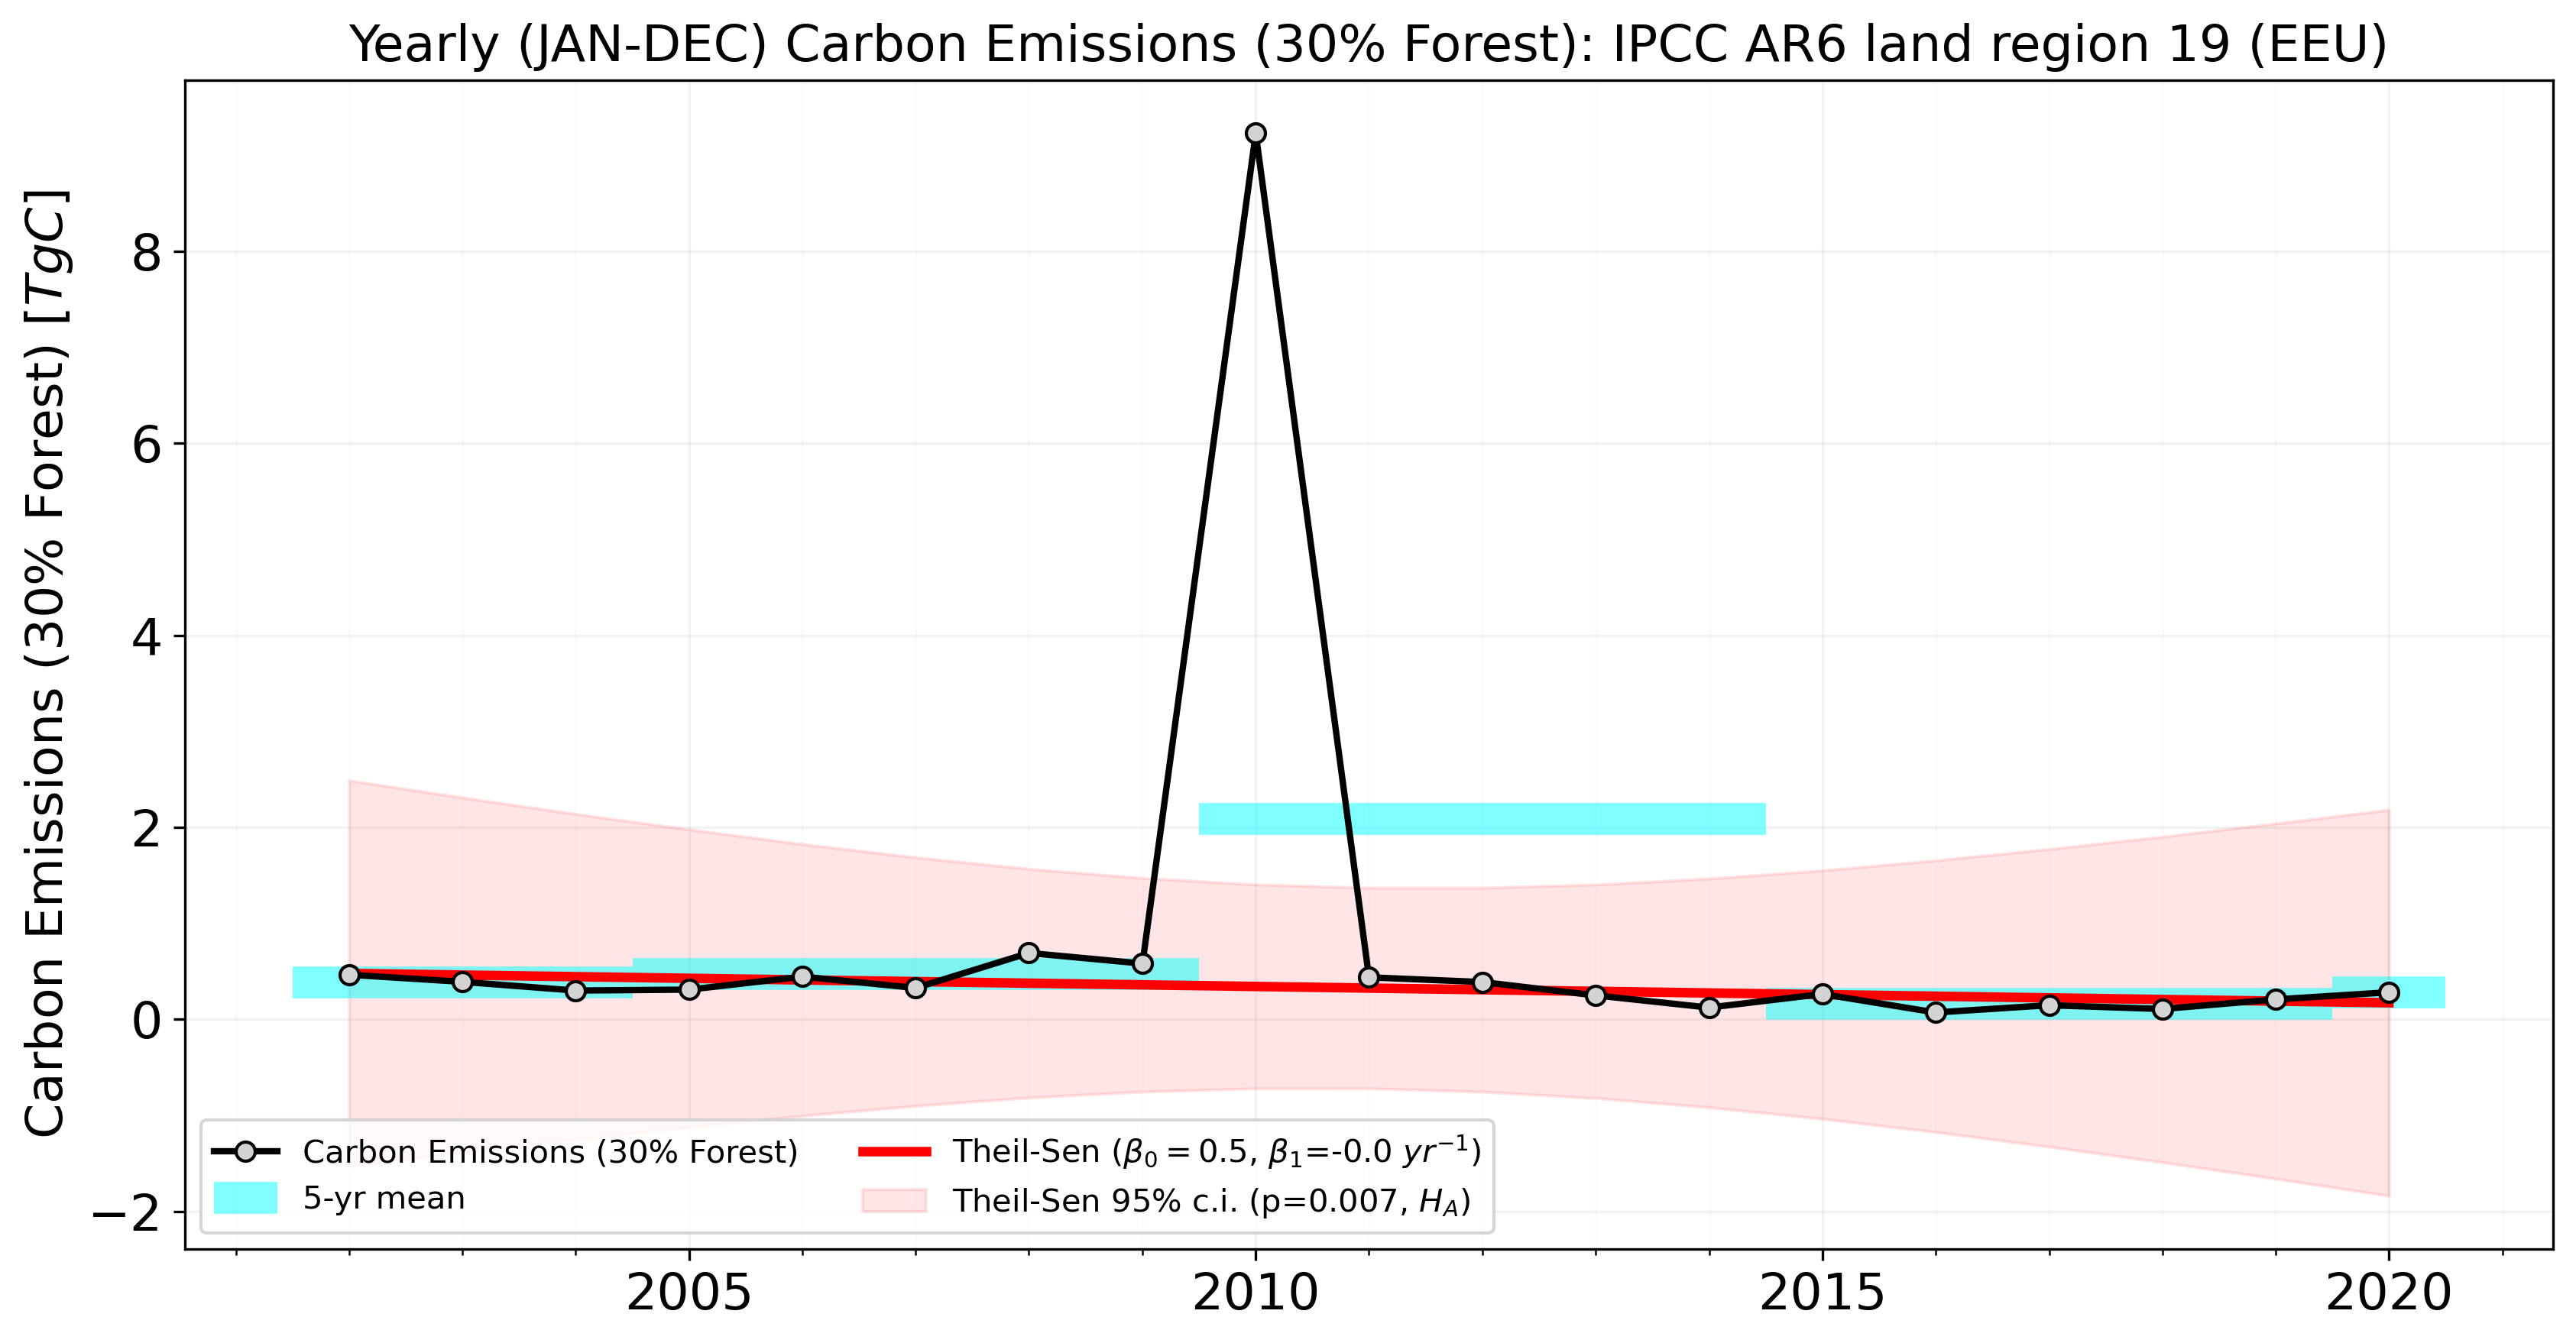 Yearly (JAN-DEC) Carbon Emissions (30% Forest): IPCC AR6 land region 19 (EEU)
Carbon Emissions (30% Forest) [TgC]
8
6
4
2
0
−2
Carbon Emissions (30% Forest)
5-yr mean
Theil-Sen (β₀ = 0.5, β₁=-0.0 yr⁻¹)
Theil-Sen 95% c.i. (p=0.007, H_A)
2005 2010 2015 2020